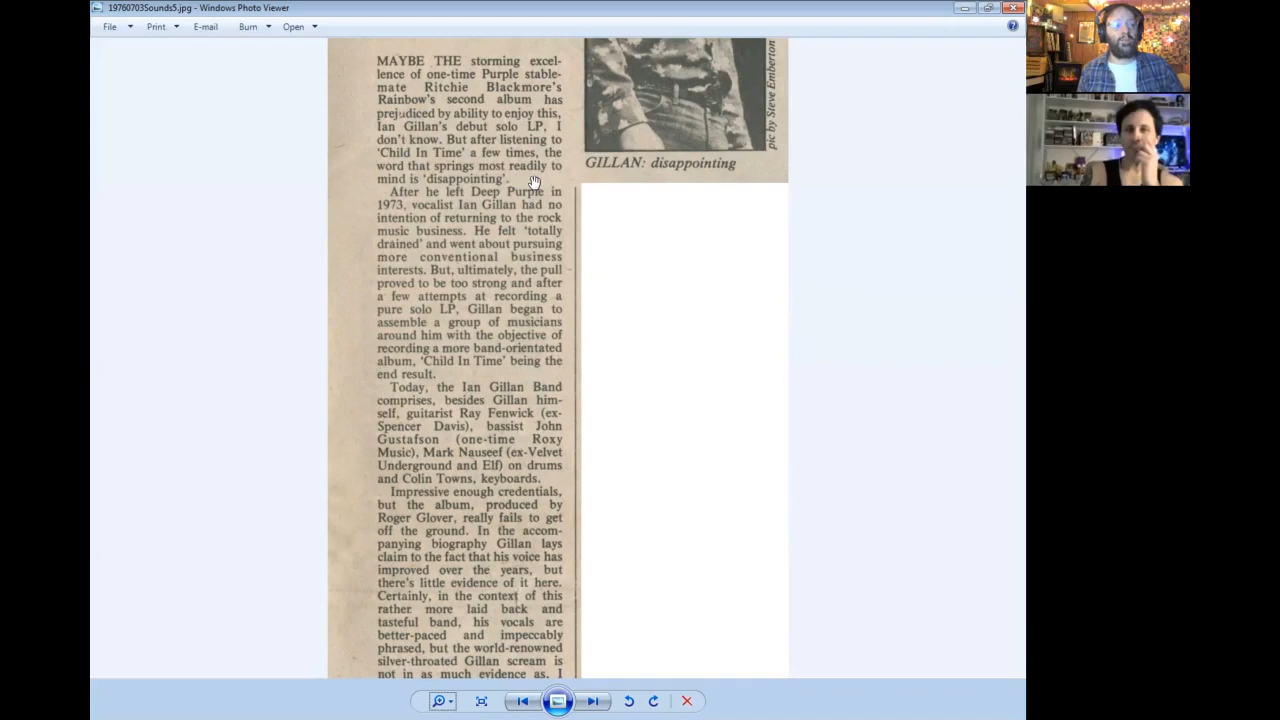 19760703Sounds5.jpg - Windows Photo Viewer
File Print E-mail Burn Open
MAYBE THE storming excel-
lence of one-time Purple stable-
mate Ritchie Blackmore's
Rainbow's second album has
prejudiced by ability to enjoy this,
Ian Gillan's debut solo LP, I
don't know. But after listening to
'Child In Time' a few times, the
word that springs most readily to
mind is 'disappointing'.
After he left Deep Purple in
1973, vocalist Ian Gillan had no
intention of returning to the rock
music business. He felt 'totally
drained' and went about pursuing
more conventional business
interests. But, ultimately, the pull
proved to be too strong and after
a few attempts at recording a
pure solo LP, Gillan began to
assemble a group of musicians
around him with the objective of
recording a more band-orientated
album, 'Child In Time' being the
end result.
Today, the Ian Gillan Band
comprises, besides Gillan him-
self, guitarist Ray Fenwick (ex-
Spencer Davis), bassist John
Gustafson (one-time Roxy
Music), Mark Nauseef (ex-Velvet
Underground and Elf) on drums
and Colin Towns, keyboards.
Impressive enough credentials,
but the album, produced by
Roger Glover, really fails to get
off the ground. In the accom-
panying biography Gillan lays
claim to the fact that his voice has
improved over the years, but
there's little evidence of it here.
Certainly, in the context of this
rather more laid back and
tasteful band, his vocals are
better-paced and impeccably
phrased, but the world-renowned
silver-throated Gillan scream is
not in as much evidence as, I
pic by Steve Emberton
GILLAN: disappointing